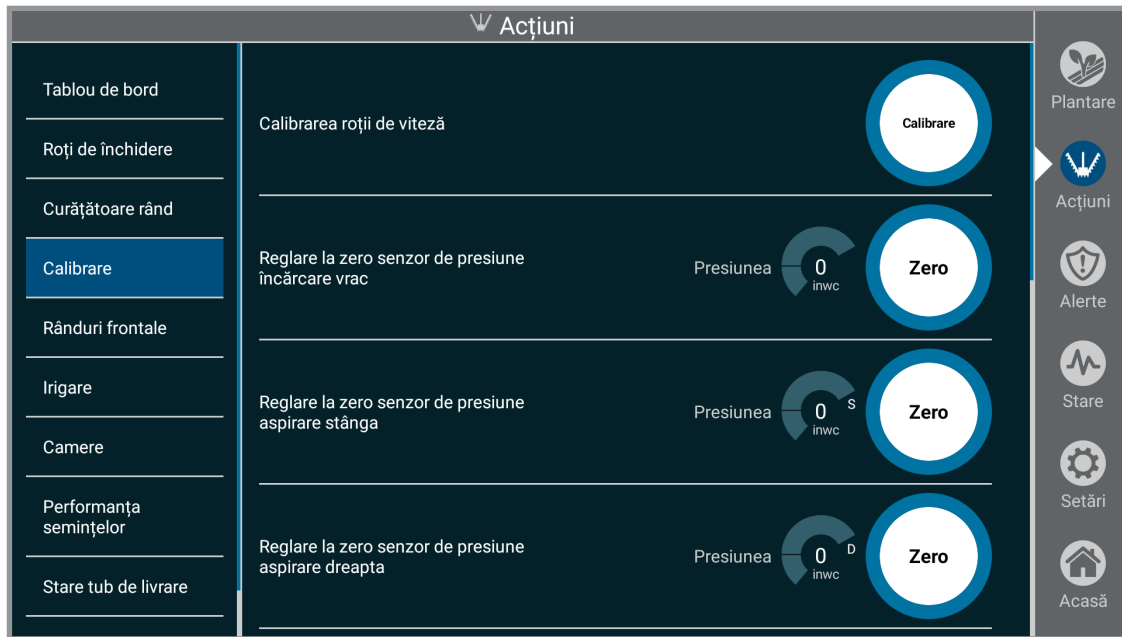 Acțiuni
Tablou de bord
Roți de închidere
Curățătoare rând
Calibrare
Rânduri frontale
Irigare
Camere
Performanța
semințelor
Stare tub de livrare
Calibrarea roții de viteză
Calibrare
Reglare la zero senzor de presiune
încărcare vrac
Presiunea
0
inwc
Zero
Reglare la zero senzor de presiune
aspirare stânga
Presiunea
0
S
inwc
Zero
Reglare la zero senzor de presiune
aspirare dreapta
Presiunea
0
D
inwc
Zero
Plantare
Acțiuni
Alerte
Stare
Setări
Acasă